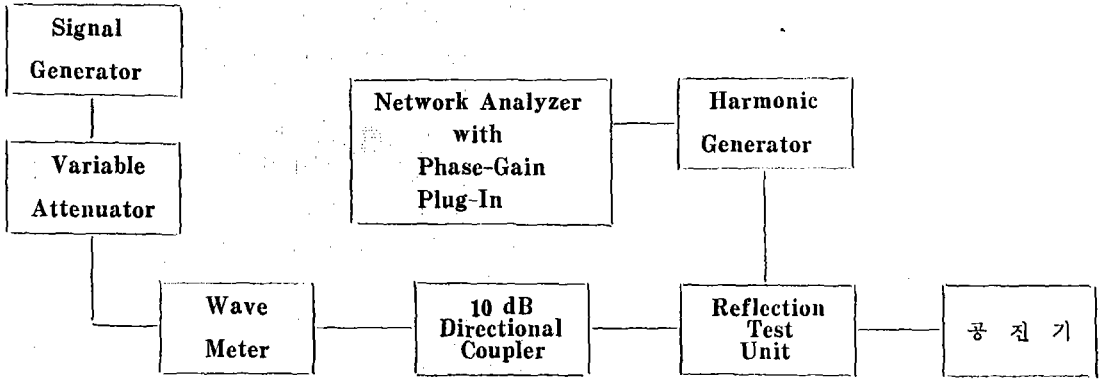 Signal
Generator
Variable
Attenuator
Network Analyzer
with
Phase-Gain
Plug-In
Harmonic
Generator
Wave
Meter
10 dB
Directional
Coupler
Reflection
Test
Unit
공 진 기